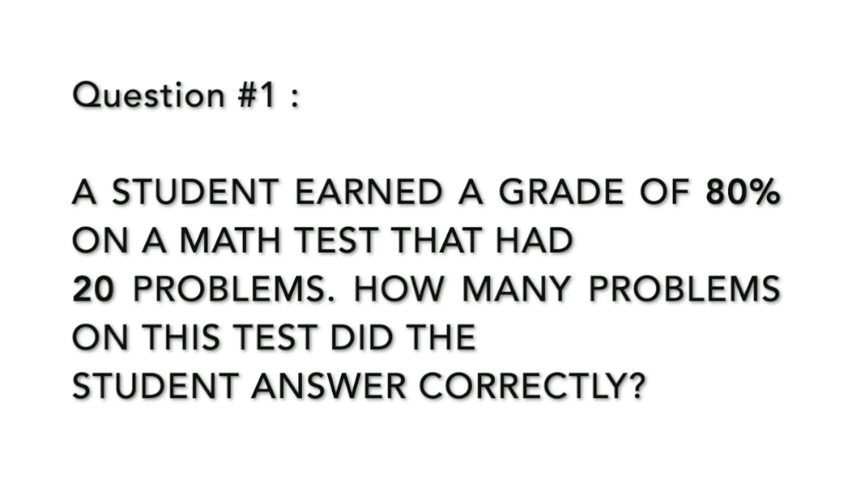 Question #1 :
A STUDENT EARNED A GRADE OF 80%
ON A MATH TEST THAT HAD
20 PROBLEMS. HOW MANY PROBLEMS
ON THIS TEST DID THE
STUDENT ANSWER CORRECTLY?